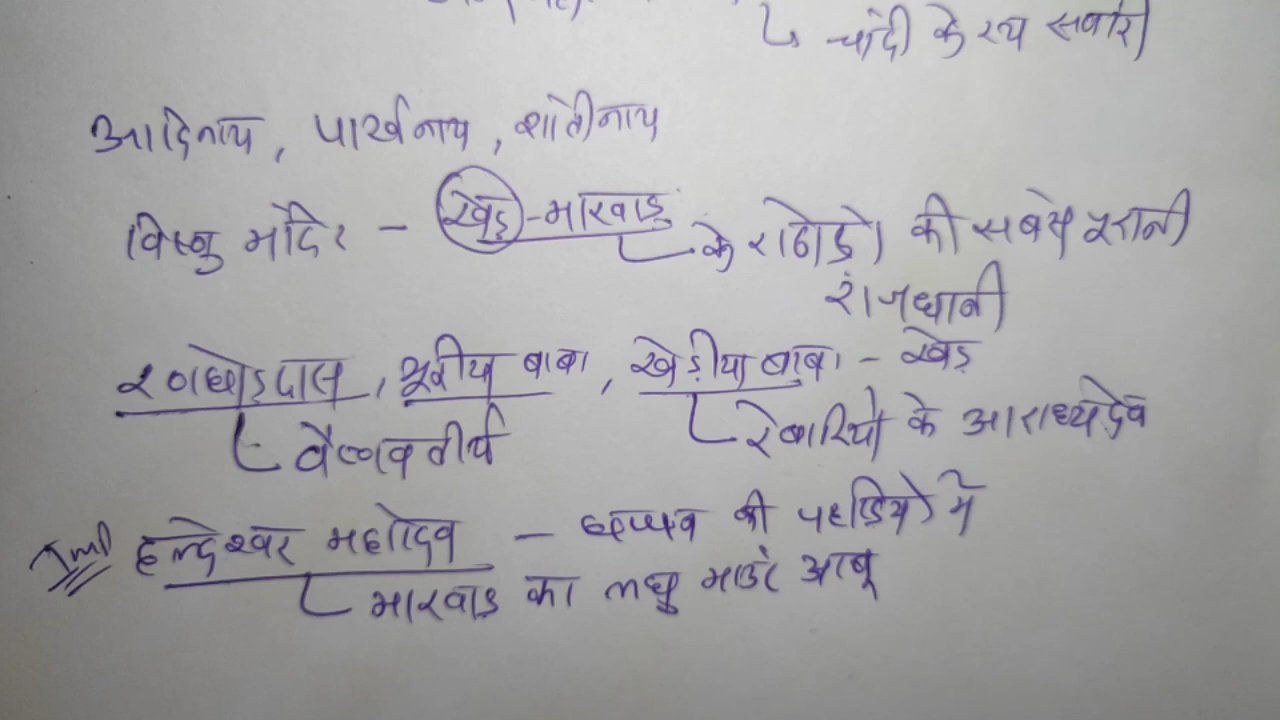 ↳ चांदी के रथ सवारी
आदिनाथ, पार्श्वनाथ, शांतीनाथ
विस्नु मंदिर - खेड़ -मारवाड़ के राठोडो की सबसे पूरानी
राजधानी
रणछोड़दास, भूरीया बाबा, खेड़ीया बाबा - खेड़
वैष्णव तीर्थ रेबारियो के आराध्यदेव
Imp हल्देश्वर महादेव - छप्पन की पहाडियो में
मारवाड़ का लघु माउंट आबू